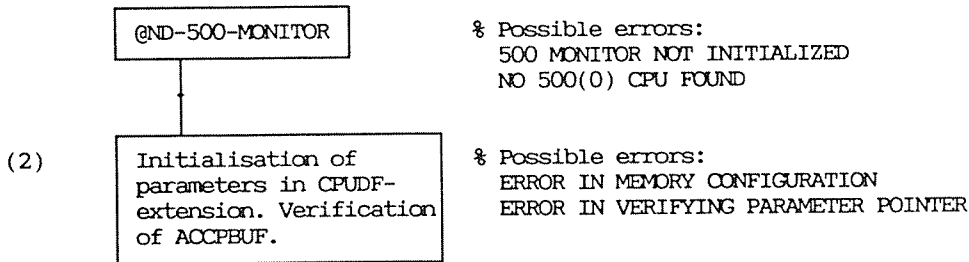 @ND-500-MONITOR
% Possible errors:
500 MONITOR NOT INITIALIZED
NO 500(0) CPU FOUND
(2)
Initialisation of
parameters in CPUDF-
extension. Verification
of ACCPBUF.
% Possible errors:
ERROR IN MEMORY CONFIGURATION
ERROR IN VERIFYING PARAMETER POINTER